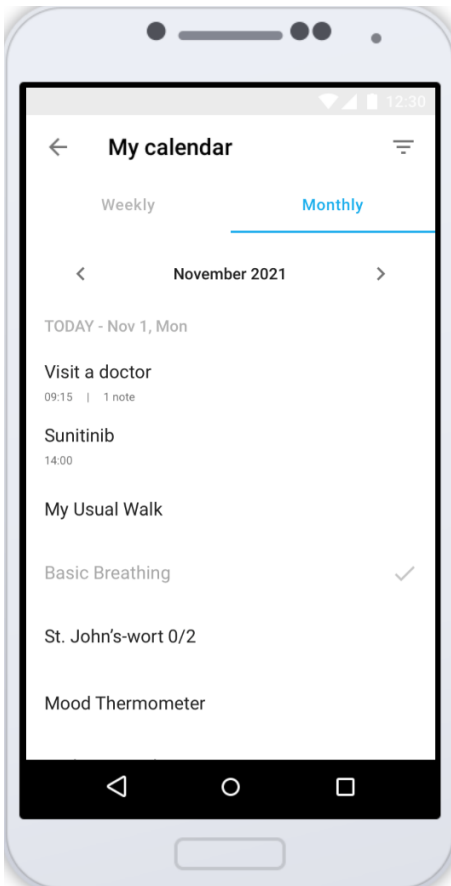 12:30
My calendar
Weekly Monthly
November 2021
TODAY - Nov 1, Mon
Visit a doctor
09:15 | 1 note
Sunitinib
14:00
My Usual Walk
Basic Breathing
St. John’s-wort 0/2
Mood Thermometer